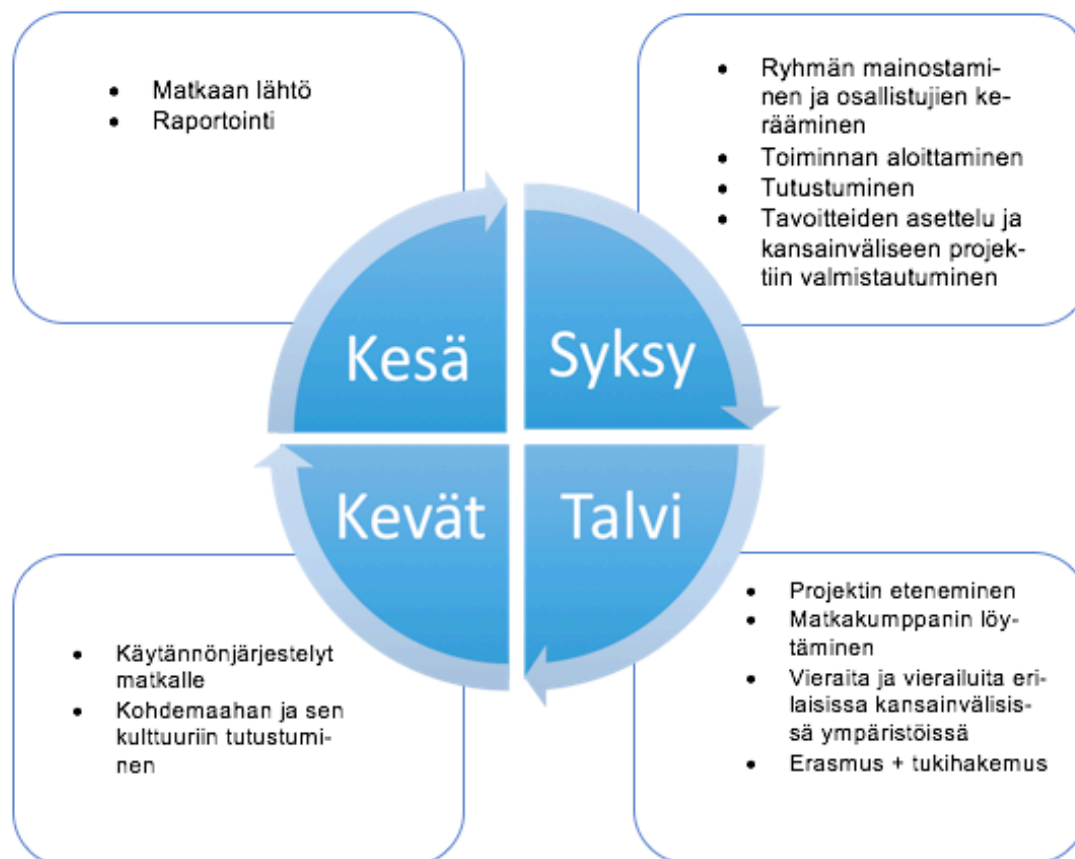 Matkaan lähtö
Raportointi
Ryhmän mainostami-
nen ja osallistujien ke-
rääminen
Toiminnan aloittaminen
Tutustuminen
Tavoitteiden asettelu ja
kansainväliseen projek-
tiin valmistautuminen
Kesä
Syksy
Kevät
Talvi
Käytännönjärjestelyt
matkalle
Kohdemaahan ja sen
kulttuuriin tutustumi-
nen
Projektin eteneminen
Matkakumppanin löy-
täminen
Vieraita ja vierailuita eri-
laisissa kansainvälisis-
sä ympäristöissä
Erasmus + tukihakemus